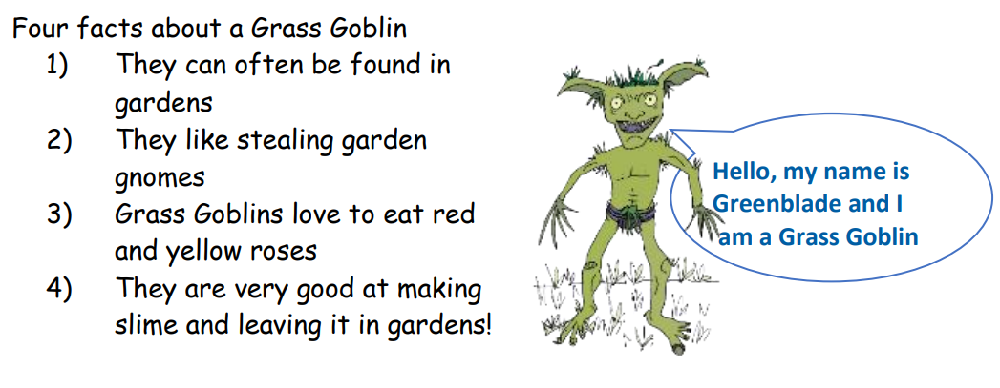 Four facts about a Grass Goblin
1) They can often be found in
gardens
2) They like stealing garden
gnomes
3) Grass Goblins love to eat red
and yellow roses
4) They are very good at making
slime and leaving it in gardens!
Hello, my name is
Greenblade and I
am a Grass Goblin